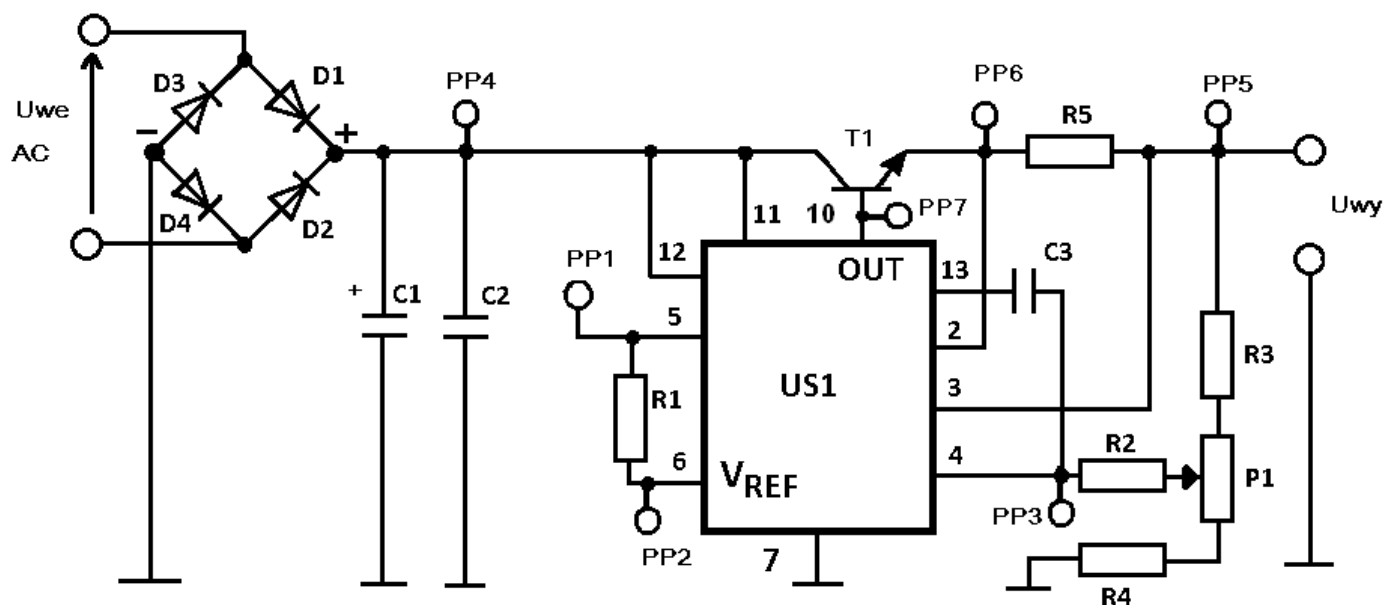 Uwe
AC
D3
D1
D4
D2
−
+
PP4
+
C1
C2
PP1
R1
PP2
12
11
10
5
6
7
OUT
US1
VREF
13
2
3
4
T1
PP7
PP6
R5
PP5
C3
PP3
R2
R3
P1
R4
Uwy